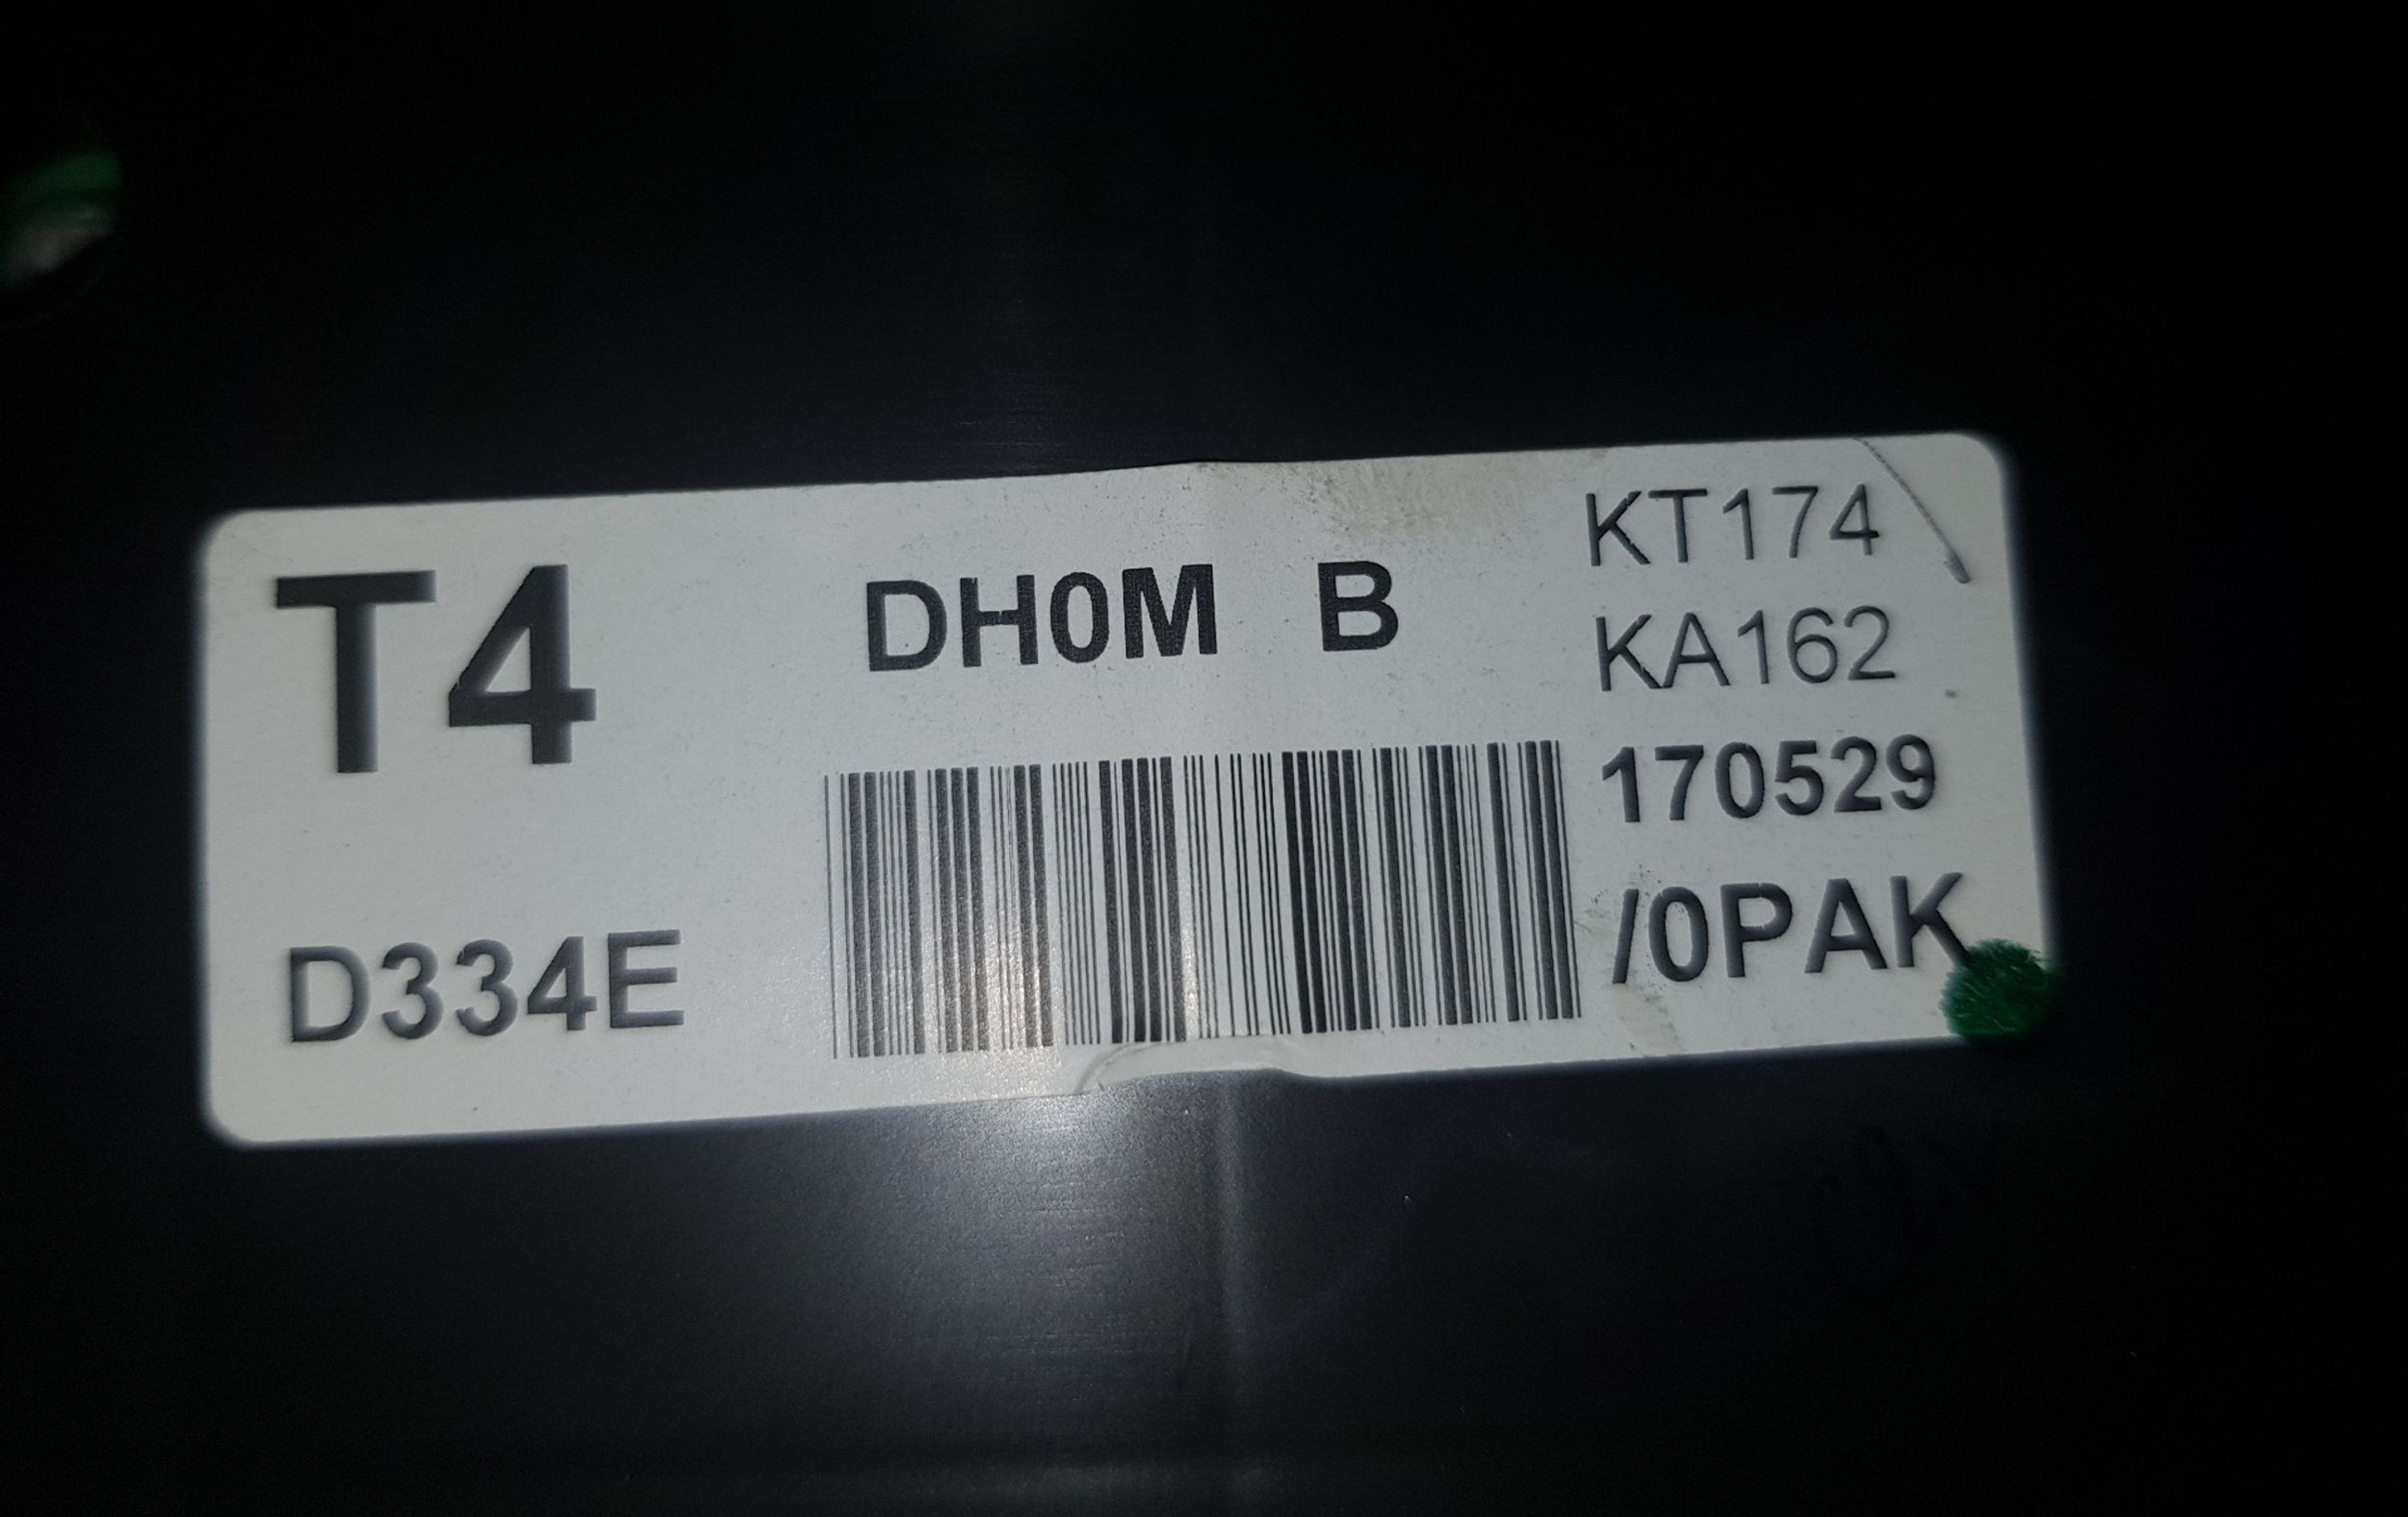 T4
DH0M B
KT174
KA162
170529
/0PAK
D334E